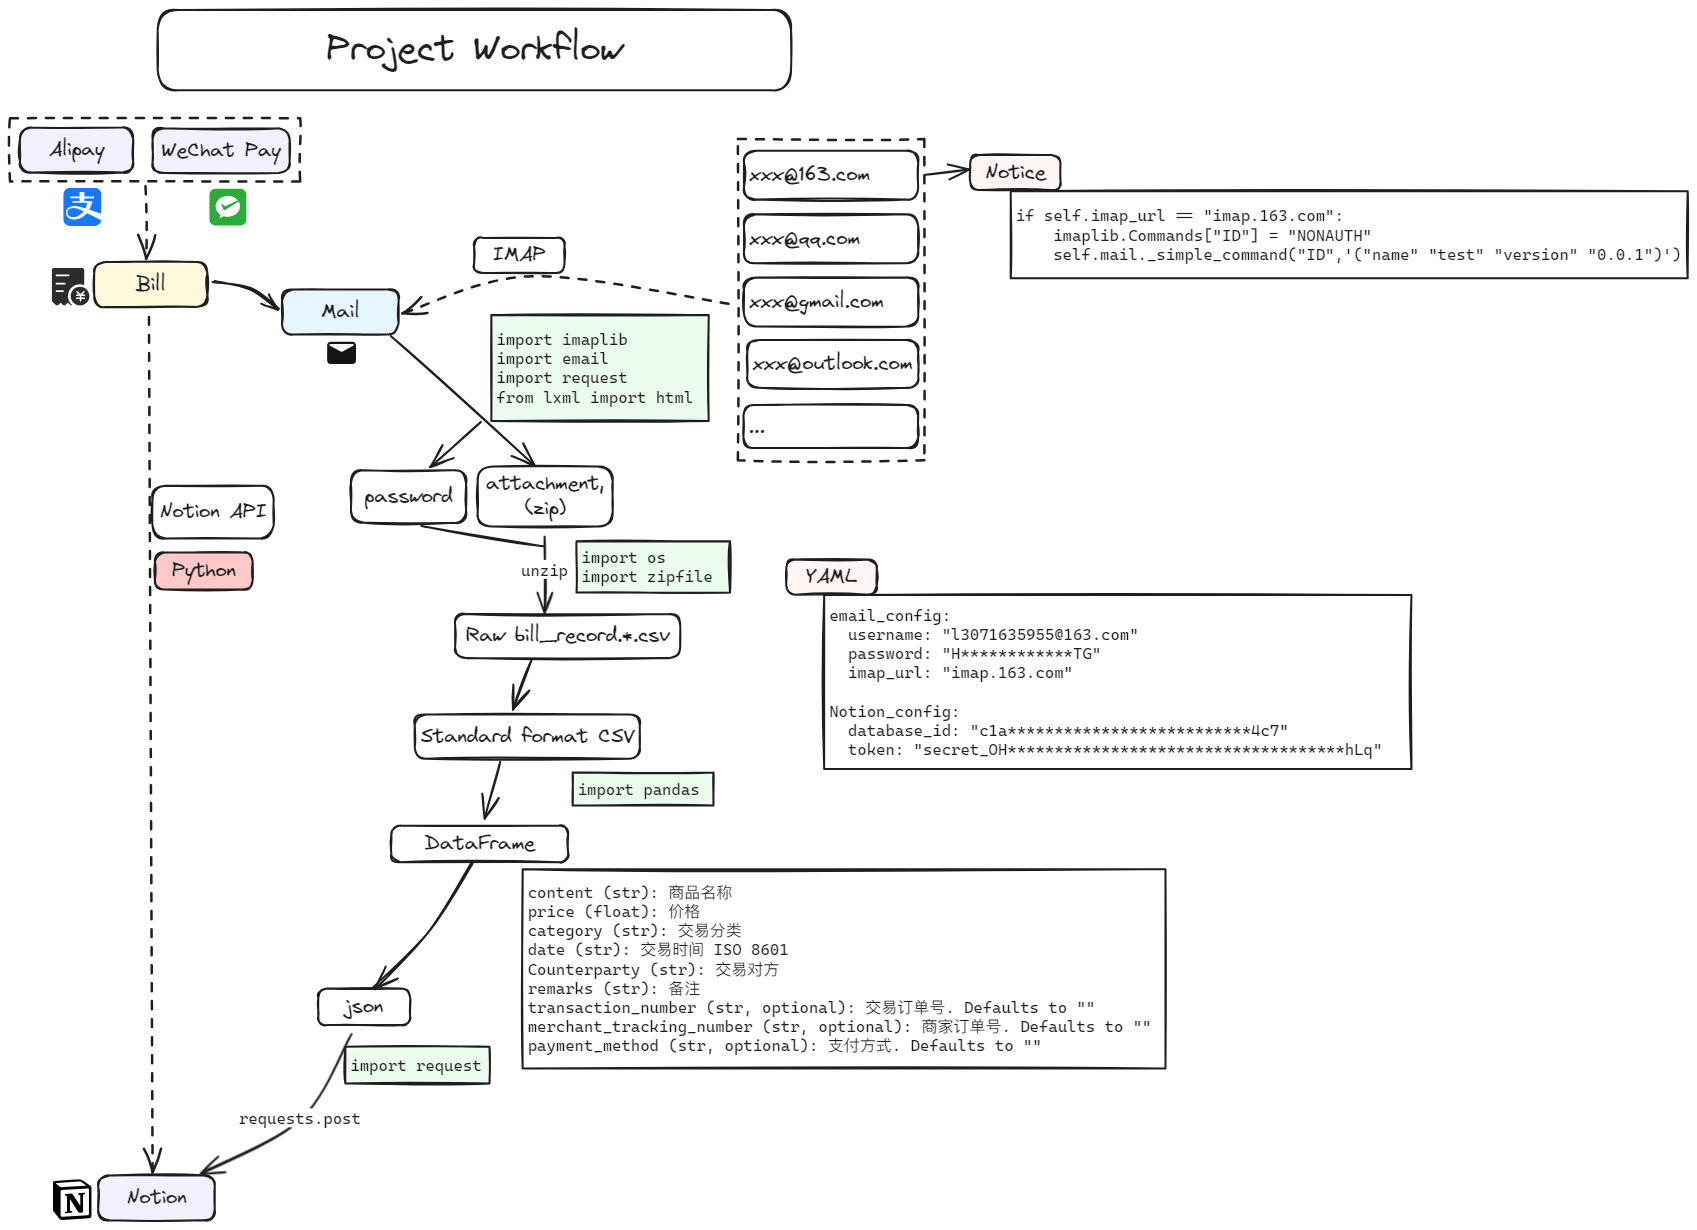 Project Workflow
Alipay
WeChat Pay
支
Bill
¥
Mail
IMAP
xxx@163.com
xxx@qq.com
xxx@gmail.com
xxx@outlook.com
...
Notice
if self.imap_url == "imap.163.com":
    imaplib.Commands["ID"] = "NONAUTH"
    self.mail._simple_command("ID",'("name" "test" "version" "0.0.1")')
import imaplib
import email
import request
from lxml import html
password
attachment,
(zip)
Notion API
Python
unzip
import os
import zipfile
Raw bill_record.*.csv
YAML
email_config:
  username: "l3071635955@163.com"
  password: "H************TG"
  imap_url: "imap.163.com"
Notion_config:
  database_id: "c1a**************************4c7"
  token: "secret_OH************************************hLq"
Standard format CSV
import pandas
DataFrame
content (str): 商品名称
price (float): 价格
category (str): 交易分类
date (str): 交易时间 ISO 8601
Counterparty (str): 交易对方
remarks (str): 备注
transaction_number (str, optional): 交易订单号. Defaults to ""
merchant_tracking_number (str, optional): 商家订单号. Defaults to ""
payment_method (str, optional): 支付方式. Defaults to ""
json
import request
requests.post
N
Notion